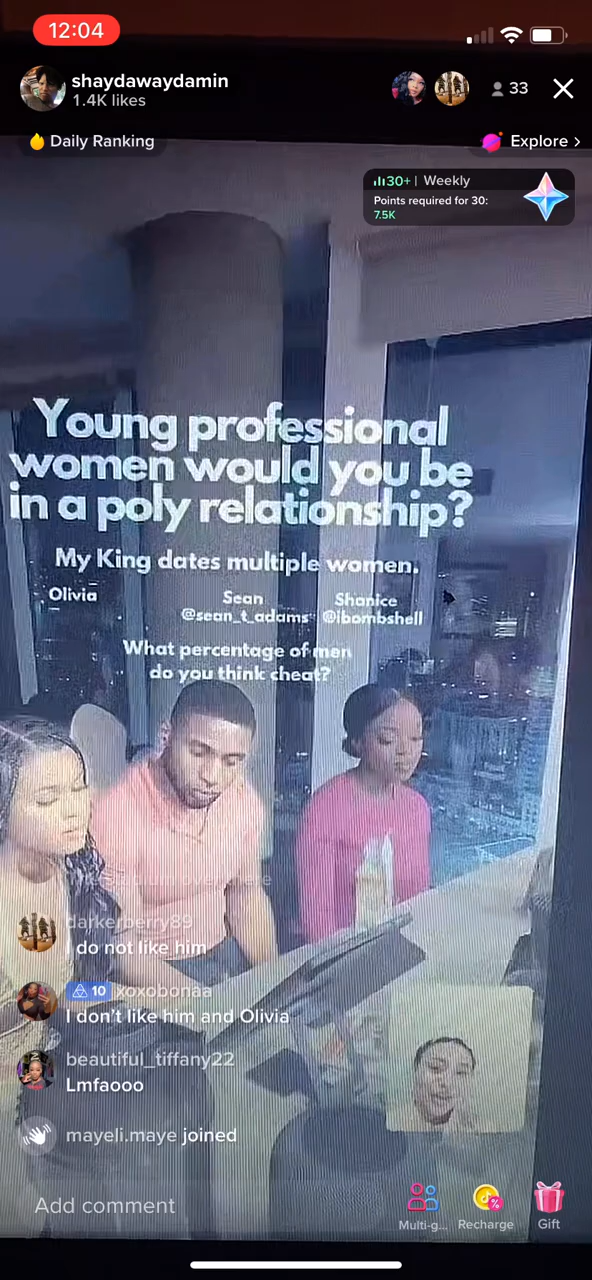 12:04
shaydawaydamin
1.4K likes
33
Daily Ranking
Explore >
30+ | Weekly
Points required for 30:
7.5K
Young professional
women would you be
in a poly relationship?
My King dates multiple women.
Olivia
Sean
@sean_t_adams
Shanice
@ibombshell
What percentage of men
do you think cheat?
darkerberry89
I do not like him
10 xoxobonaa
I don't like him and Olivia
beautiful_tiffany22
Lmfaooo
mayeli.maye joined
Add comment
Multi-g...
Recharge
Gift